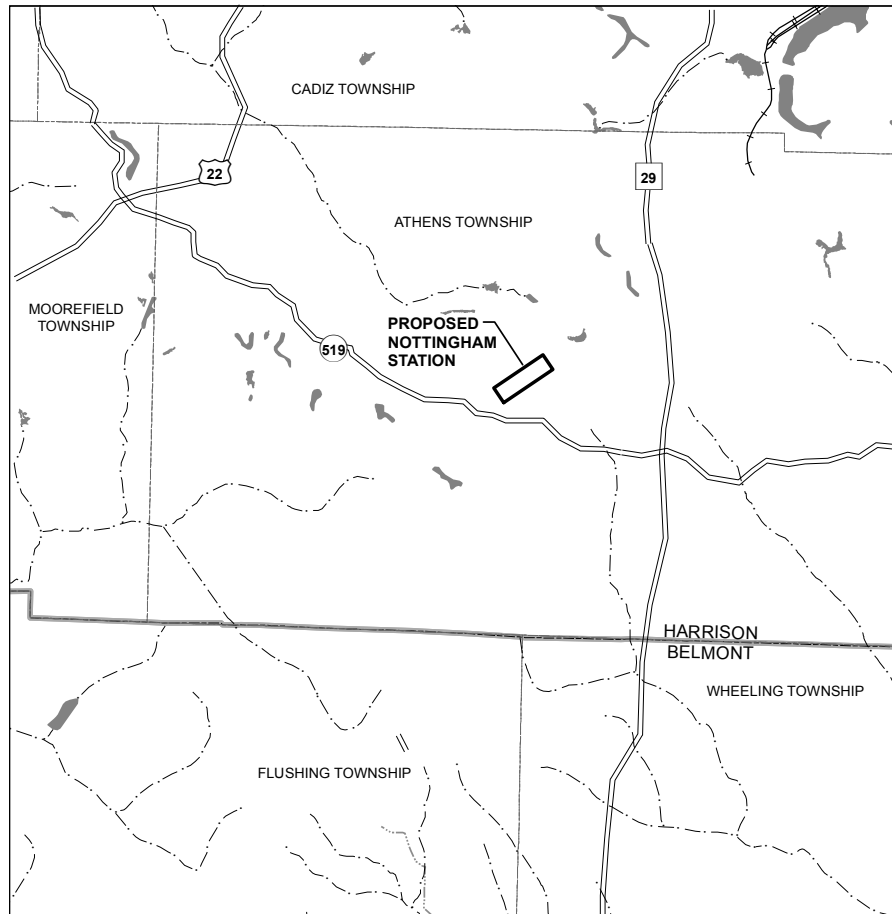 CADIZ TOWNSHIP
22
29
ATHENS TOWNSHIP
MOOREFIELD
TOWNSHIP
PROPOSED
NOTTINGHAM
STATION
519
HARRISON
BELMONT
WHEELING TOWNSHIP
FLUSHING TOWNSHIP